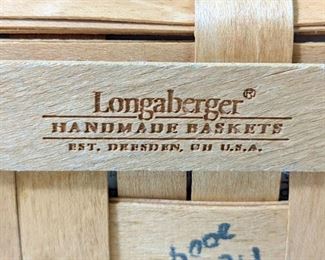 Longaberger®
HANDMADE BASKETS
EST. DRESDEN, OH U.S.A.